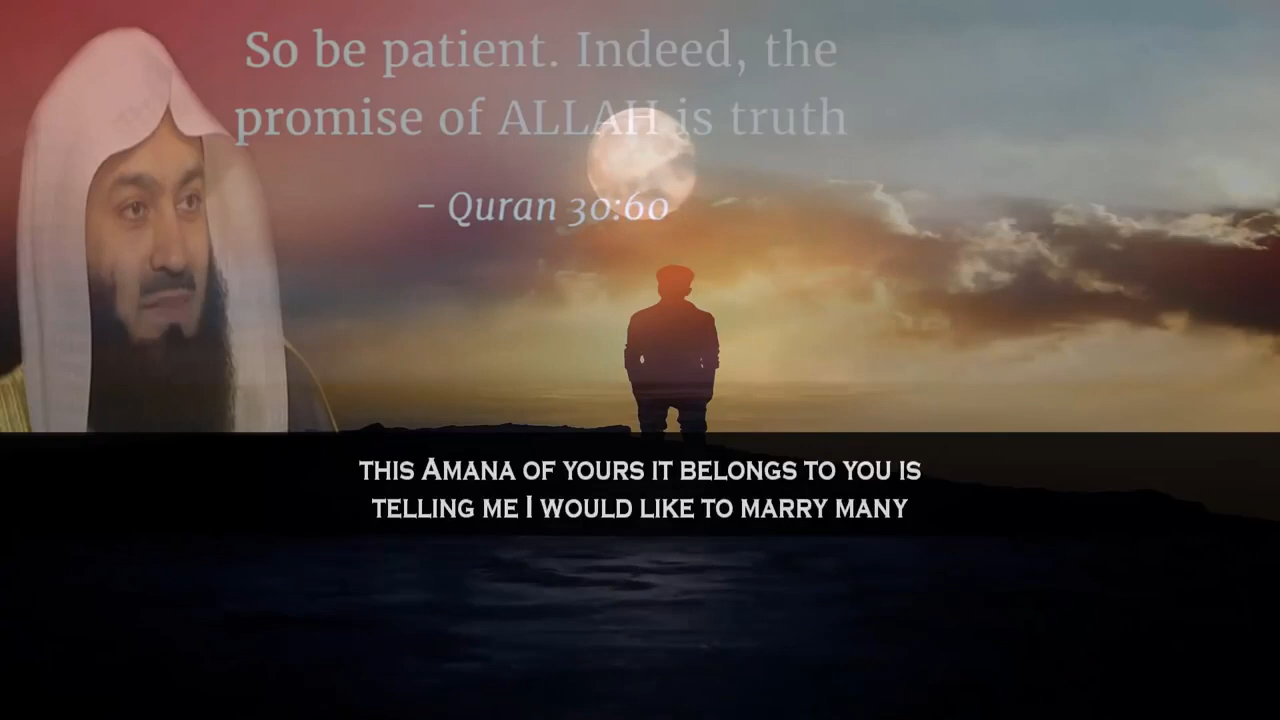 So be patient. Indeed, the
promise of ALLAH is truth
- Quran 30:60
this Amana of yours it belongs to you is
telling me I would like to marry many